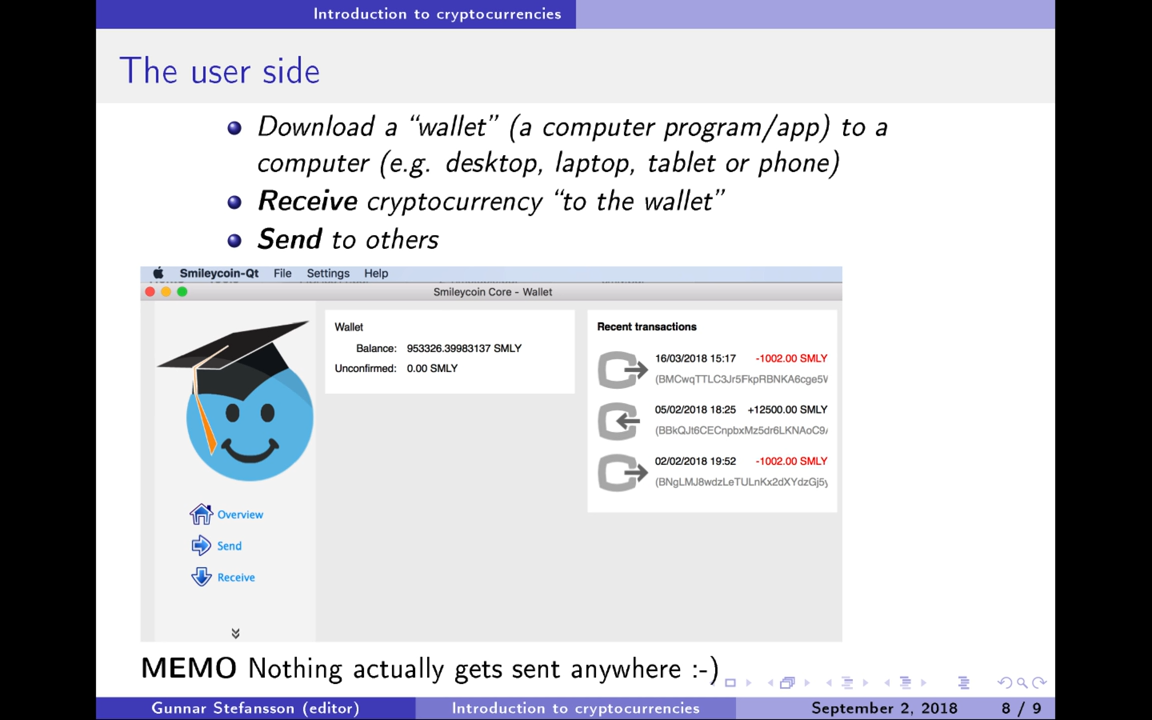 Introduction to cryptocurrencies
The user side
Download a “wallet” (a computer program/app) to a
computer (e.g. desktop, laptop, tablet or phone)
Receive cryptocurrency “to the wallet”
Send to others
Smileycoin-Qt File Settings Help
Smileycoin Core - Wallet
Wallet
Balance: 953326.39983137 SMLY
Unconfirmed: 0.00 SMLY
Recent transactions
16/03/2018 15:17 -1002.00 SMLY
(BMCwqTTLC3Jr5FkpRBNKA6cge5V
05/02/2018 18:25 +12500.00 SMLY
(BBkQJt6CECnpbxMz5dr6LKNAoC9/
02/02/2018 19:52 -1002.00 SMLY
(BNgLMJ8wdzLeTULnKx2dXYdzGj5y
Overview
Send
Receive
MEMO Nothing actually gets sent anywhere :-)
Gunnar Stefansson (editor) Introduction to cryptocurrencies September 2, 2018 8 / 9